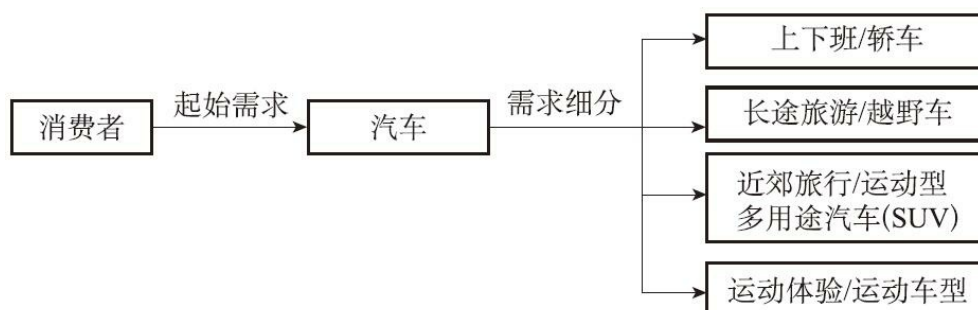 消费者
起始需求
汽车
需求细分
上下班/轿车
长途旅游/越野车
近郊旅行/运动型
多用途汽车(SUV)
运动体验/运动车型